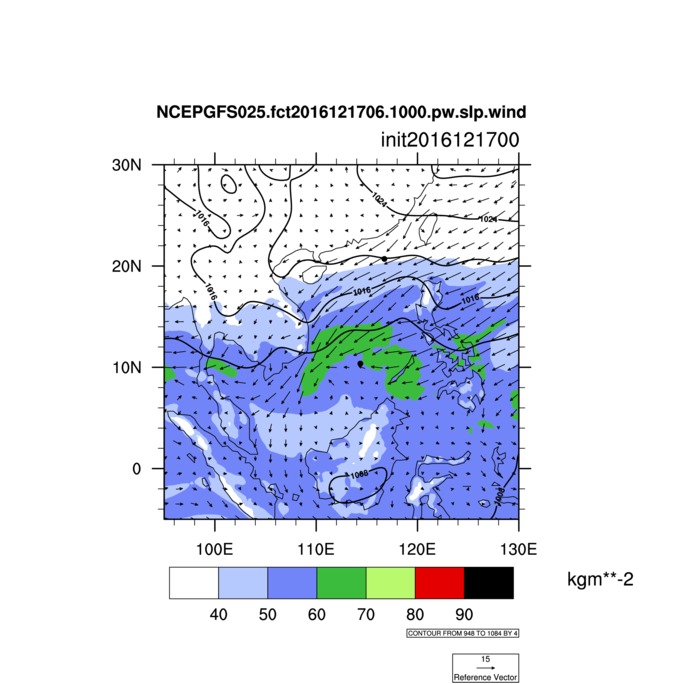 NCEPGFS025.fct2016121706.1000.pw.slp.wind
init2016121700
30N
20N
10N
0
1016
1024
1024
1016
1016
1016
1008
1008
100E 110E 120E 130E
kgm**-2
40 50 60 70 80 90
CONTOUR FROM 948 TO 1084 BY 4
15
Reference Vector